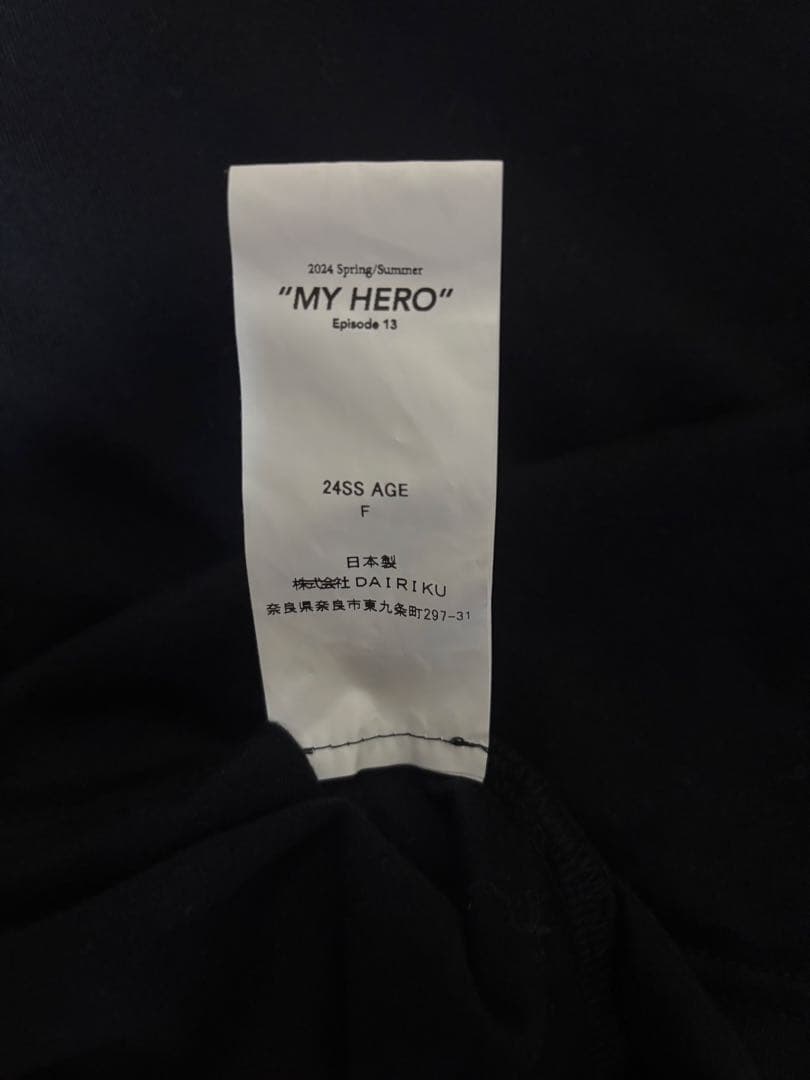 2024 Spring/Summer
"MY HERO"
Episode 13
24SS AGE
F
日本製
株式会社 DAIRIKU
奈良県奈良市東九条町297-31